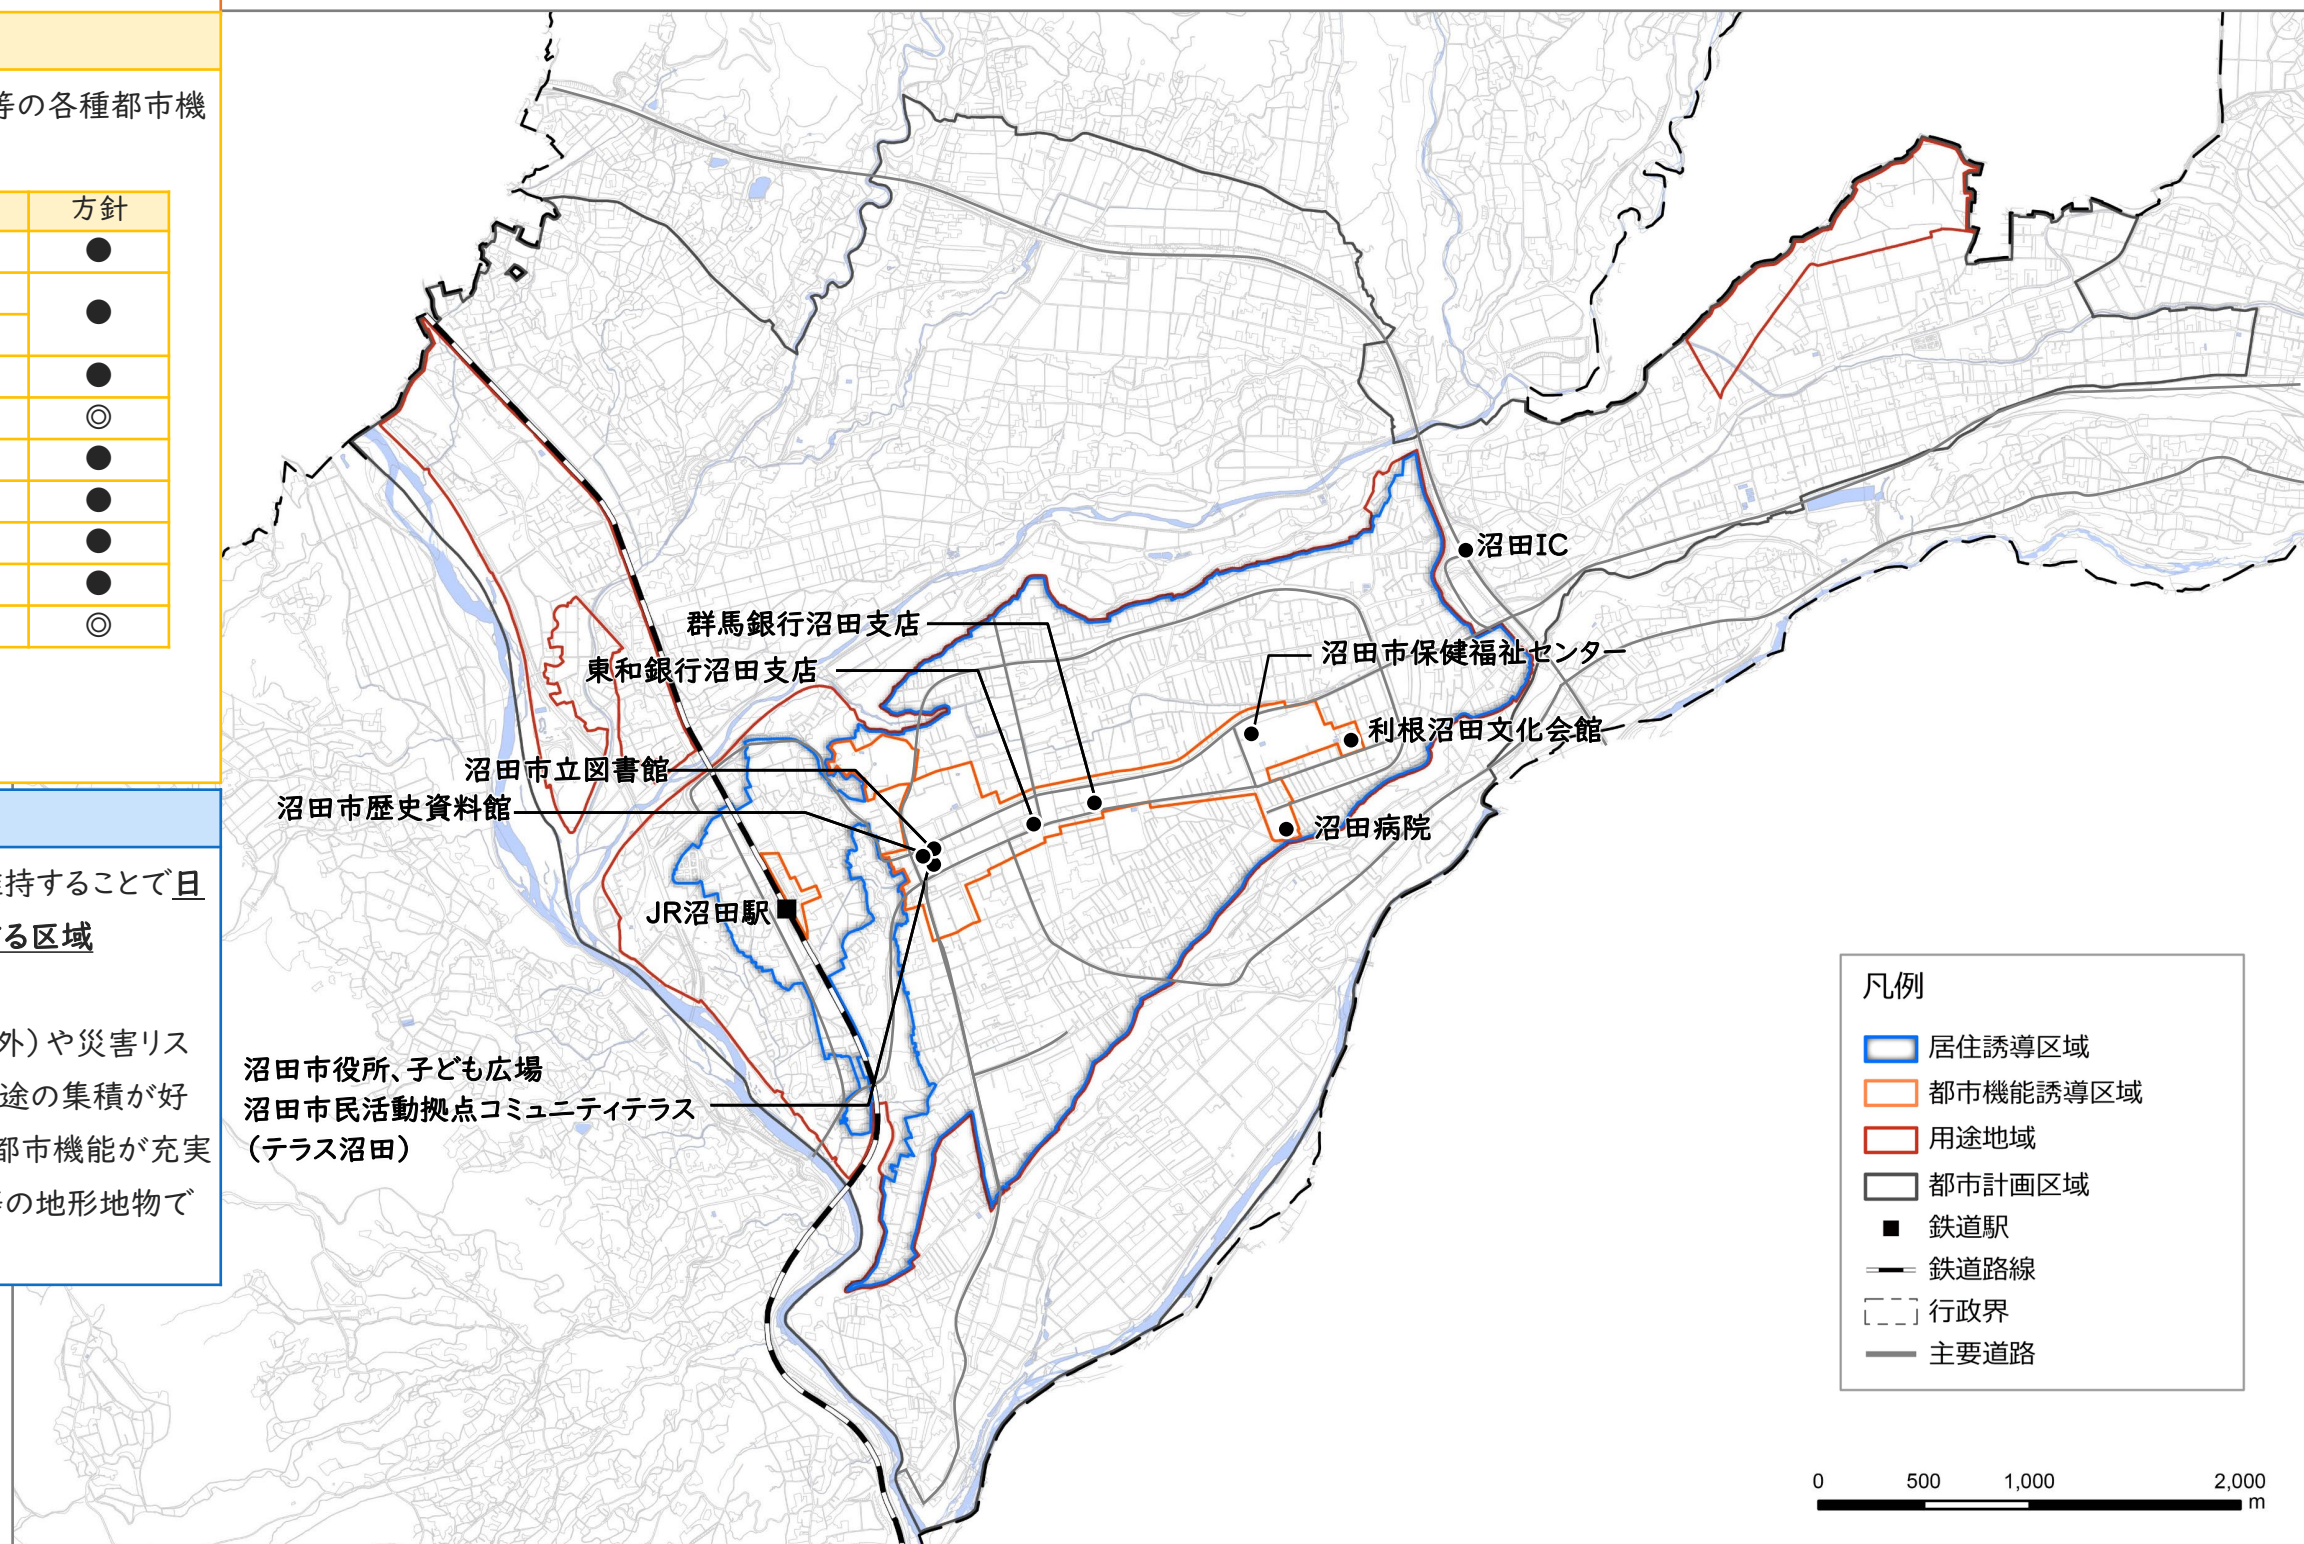 等の各種都市機
方針
●
●
●
◎
●
●
●
●
◎
持することで日
る区域
外)や災害リス
途の集積が好
都市機能が充実
の地形地物で
沼田IC
群馬銀行沼田支店
沼田市保健福祉センター
東和銀行沼田支店
利根沼田文化会館
沼田市立図書館
沼田市歴史資料館
沼田病院
JR沼田駅
沼田市役所、子ども広場
沼田市民活動拠点コミュニティテラス
(テラス沼田)
凡例
居住誘導区域
都市機能誘導区域
用途地域
都市計画区域
鉄道駅
鉄道路線
行政界
主要道路
0 500 1,000 2,000
m